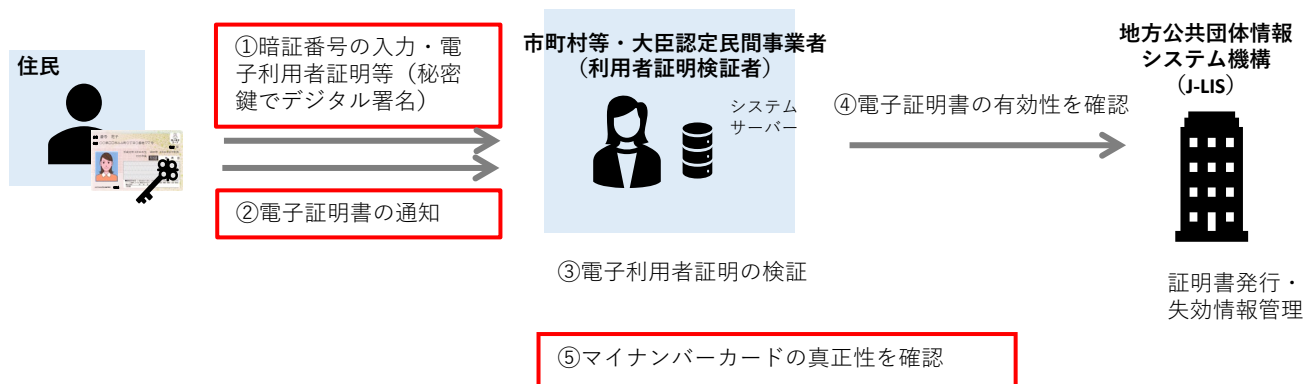 住民
①暗証番号の入力・電
子利用者証明等（秘密
鍵でデジタル署名）
②電子証明書の通知
市町村等・大臣認定民間事業者
（利用者証明検証者）
システム
サーバー
③電子利用者証明の検証
④電子証明書の有効性を確認
地方公共団体情報
システム機構
（J-LIS）
証明書発行・
失効情報管理
⑤マイナンバーカードの真正性を確認